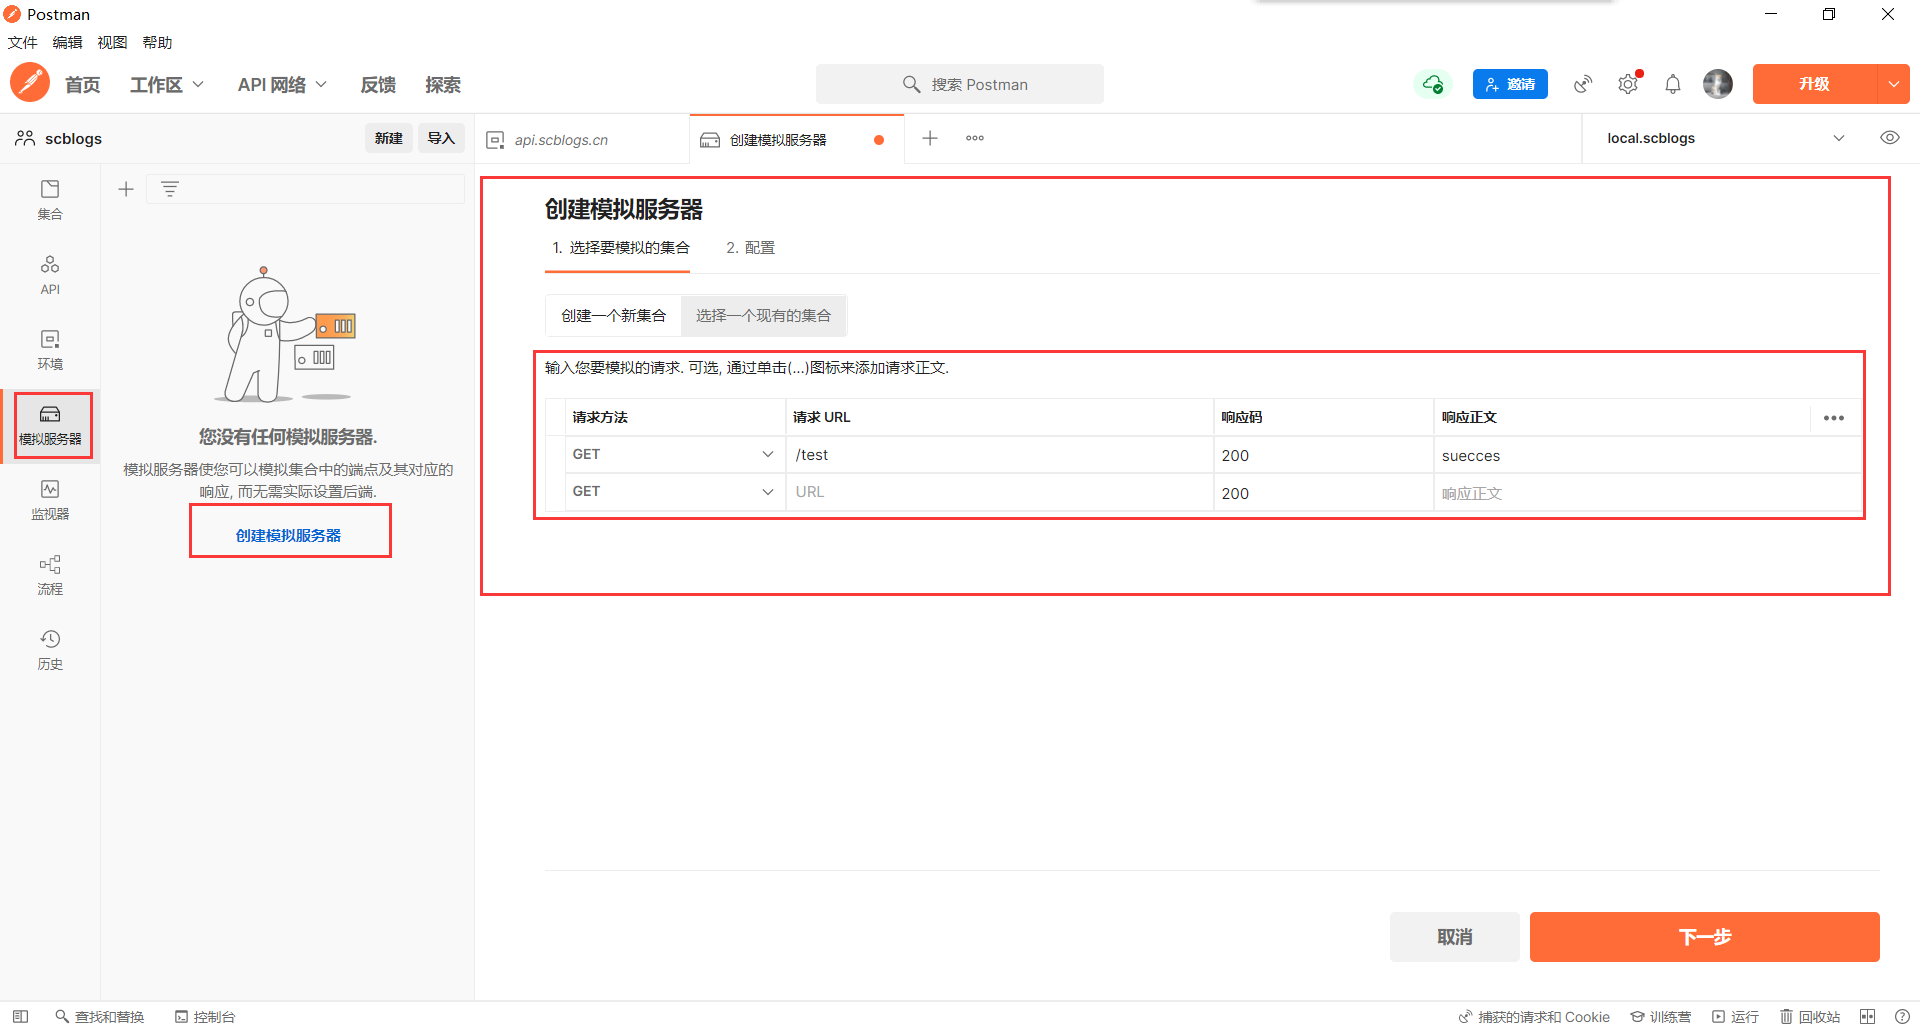 Postman
文件 编辑 视图 帮助
首页 工作区 API 网络 反馈 探索
搜索 Postman
邀请
升级
scblogs
新建 导入
api.scblogs.cn
创建模拟服务器
local.scblogs
集合
API
环境
模拟服务器
监视器
流程
历史
您没有任何模拟服务器.
模拟服务器使您可以模拟集合中的端点及其对应的
响应, 而无需实际设置后端.
创建模拟服务器
创建模拟服务器
1. 选择要模拟的集合 2. 配置
创建一个新集合 选择一个现有的集合
输入您要模拟的请求. 可选, 通过单击(...)图标来添加请求正文.
请求方法 请求 URL 响应码 响应正文
GET /test 200 suecces
GET URL 200 响应正文
取消 下一步
查找和替换 控制台 捕获的请求和 Cookie 训练营 运行 回收站